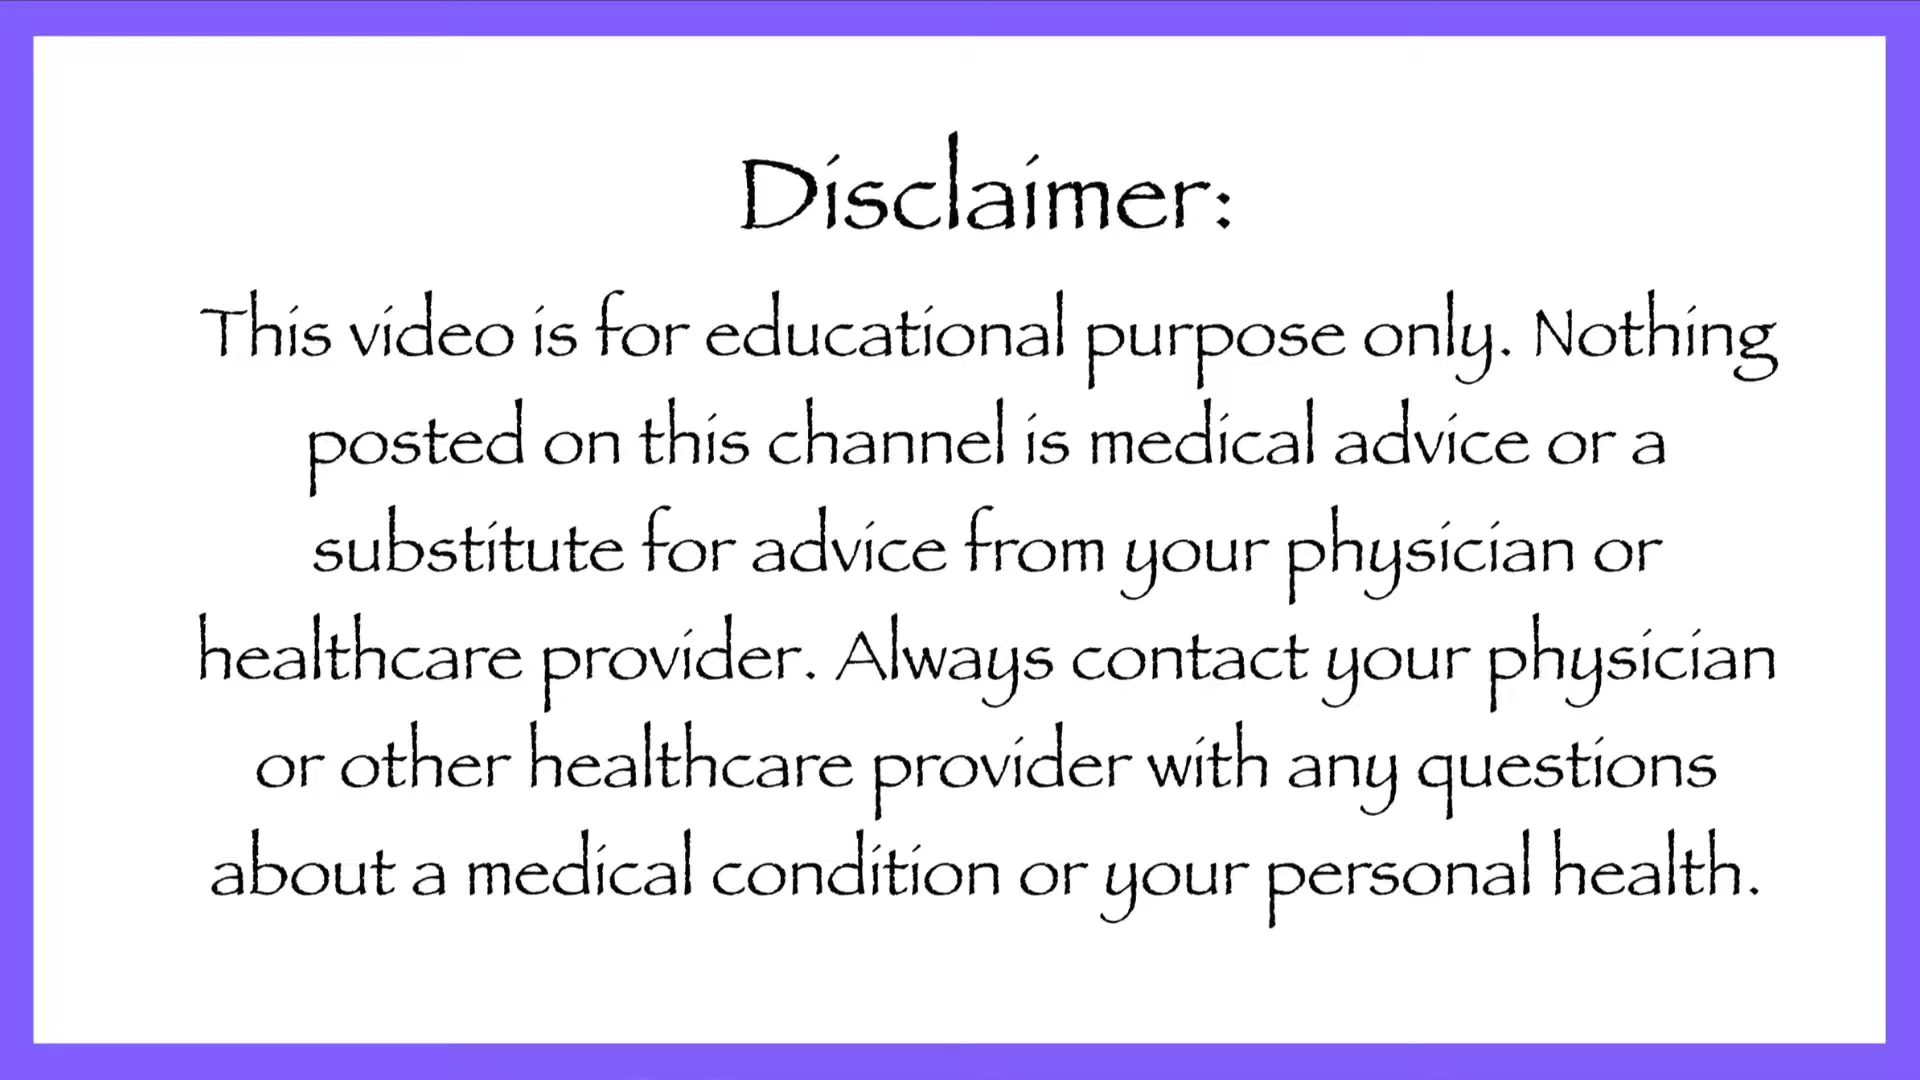 Disclaimer:
This video is for educational purpose only. Nothing
posted on this channel is medical advice or a
substitute for advice from your physician or
healthcare provider. Always contact your physician
or other healthcare provider with any questions
about a medical condition or your personal health.